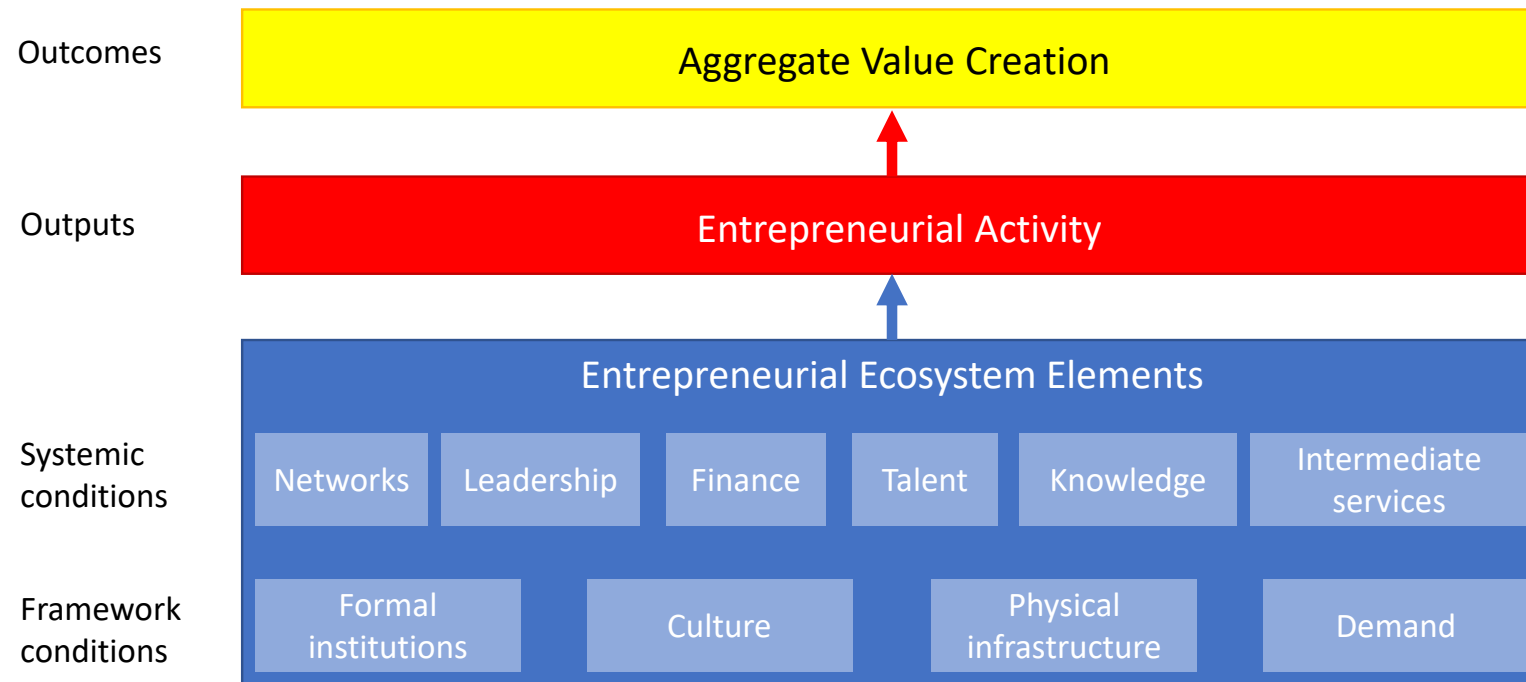 Outcomes
Aggregate Value Creation
Outputs
Entrepreneurial Activity
Entrepreneurial Ecosystem Elements
Systemic
conditions
Networks
Leadership
Finance
Talent
Knowledge
Intermediate
services
Framework
conditions
Formal
institutions
Culture
Physical
infrastructure
Demand